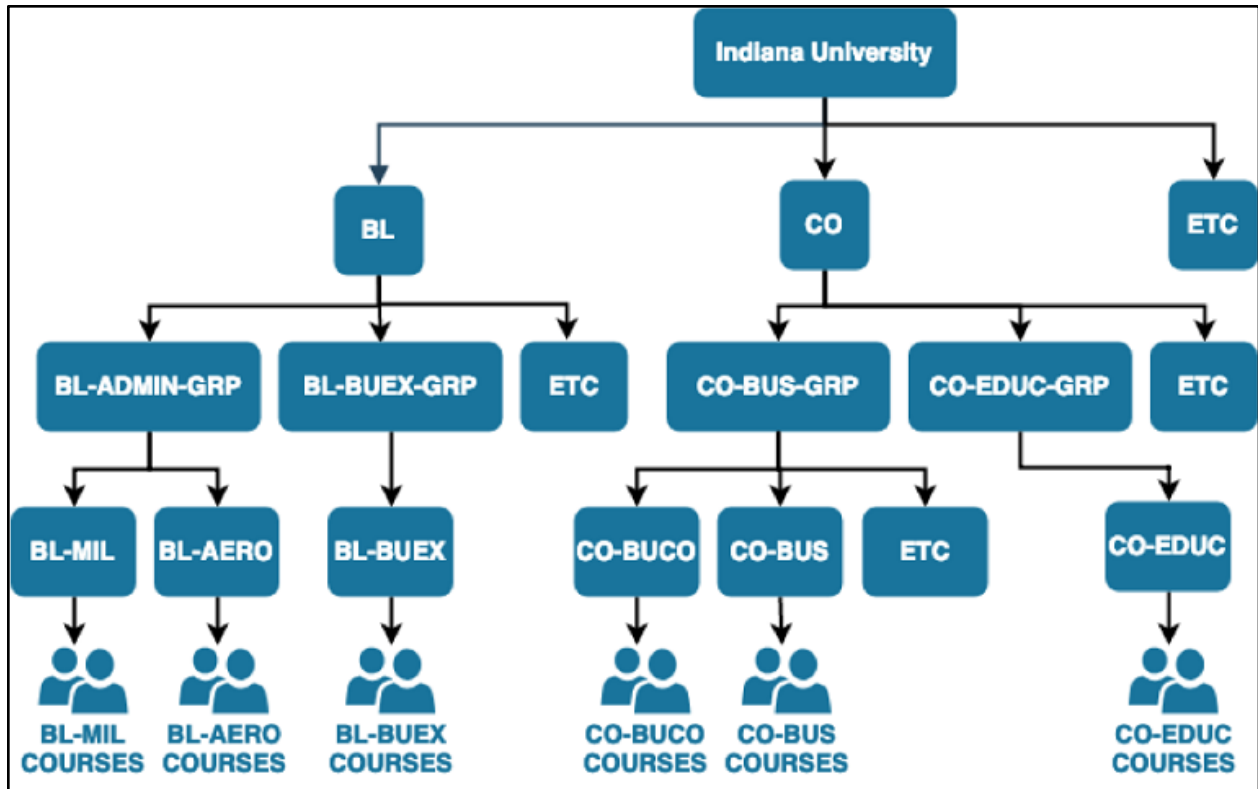 Indiana University
BL
CO
ETC
BL-ADMIN-GRP
BL-BUEX-GRP
ETC
CO-BUS-GRP
CO-EDUC-GRP
ETC
BL-MIL
BL-AERO
BL-BUEX
CO-BUCO
CO-BUS
ETC
CO-EDUC
BL-MIL
COURSES
BL-AERO
COURSES
BL-BUEX
COURSES
CO-BUCO
COURSES
CO-BUS
COURSES
CO-EDUC
COURSES